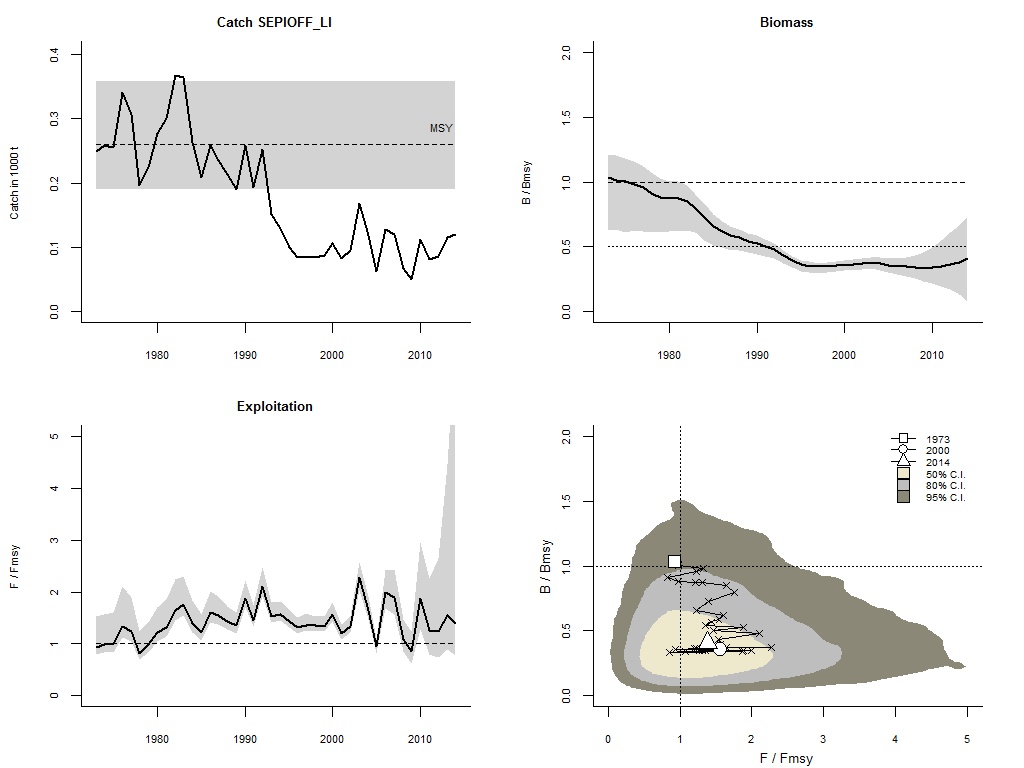 Catch SEPIOFF_LI
Catch in 1000 t
0.0 0.1 0.2 0.3 0.4
MSY
1980 1990 2000 2010
Biomass
B / Bmsy
0.0 0.5 1.0 1.5 2.0
1980 1990 2000 2010
Exploitation
F / Fmsy
0 1 2 3 4 5
1980 1990 2000 2010
B / Bmsy
0.0 0.5 1.0 1.5 2.0
1973
2000
2014
50% C.I.
80% C.I.
95% C.I.
0 1 2 3 4 5
F / Fmsy